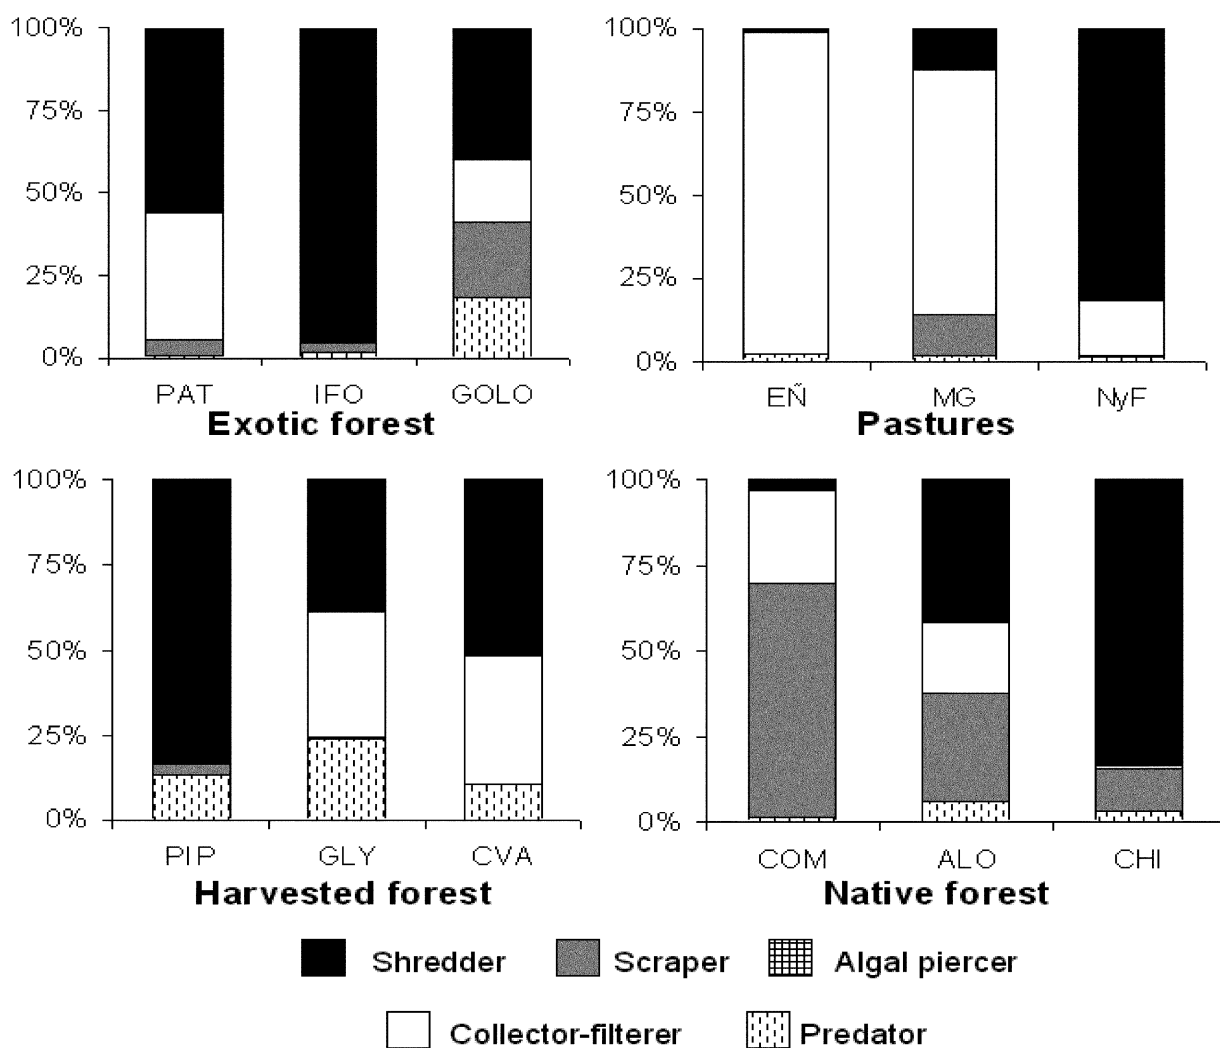 100%
75%
50%
25%
0%
PAT IFO GOLO
Exotic forest
100%
75%
50%
25%
0%
EÑ MG NyF
Pastures
100%
75%
50%
25%
0%
PIP GLY CVA
Harvested forest
100%
75%
50%
25%
0%
COM ALO CHI
Native forest
Shredder Scraper Algal piercer
Collector-filterer Predator